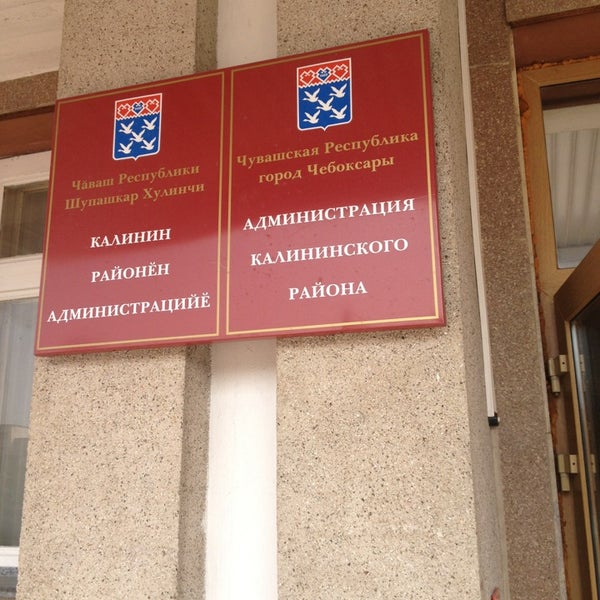 Чӑваш Республики
Шупашкар Хулинчи
КАЛИНИН
РАЙОНӖН
АДМИНИСТРАЦИЙӖ
Чувашская Республика
город Чебоксары
АДМИНИСТРАЦИЯ
КАЛИНИНСКОГО
РАЙОНА